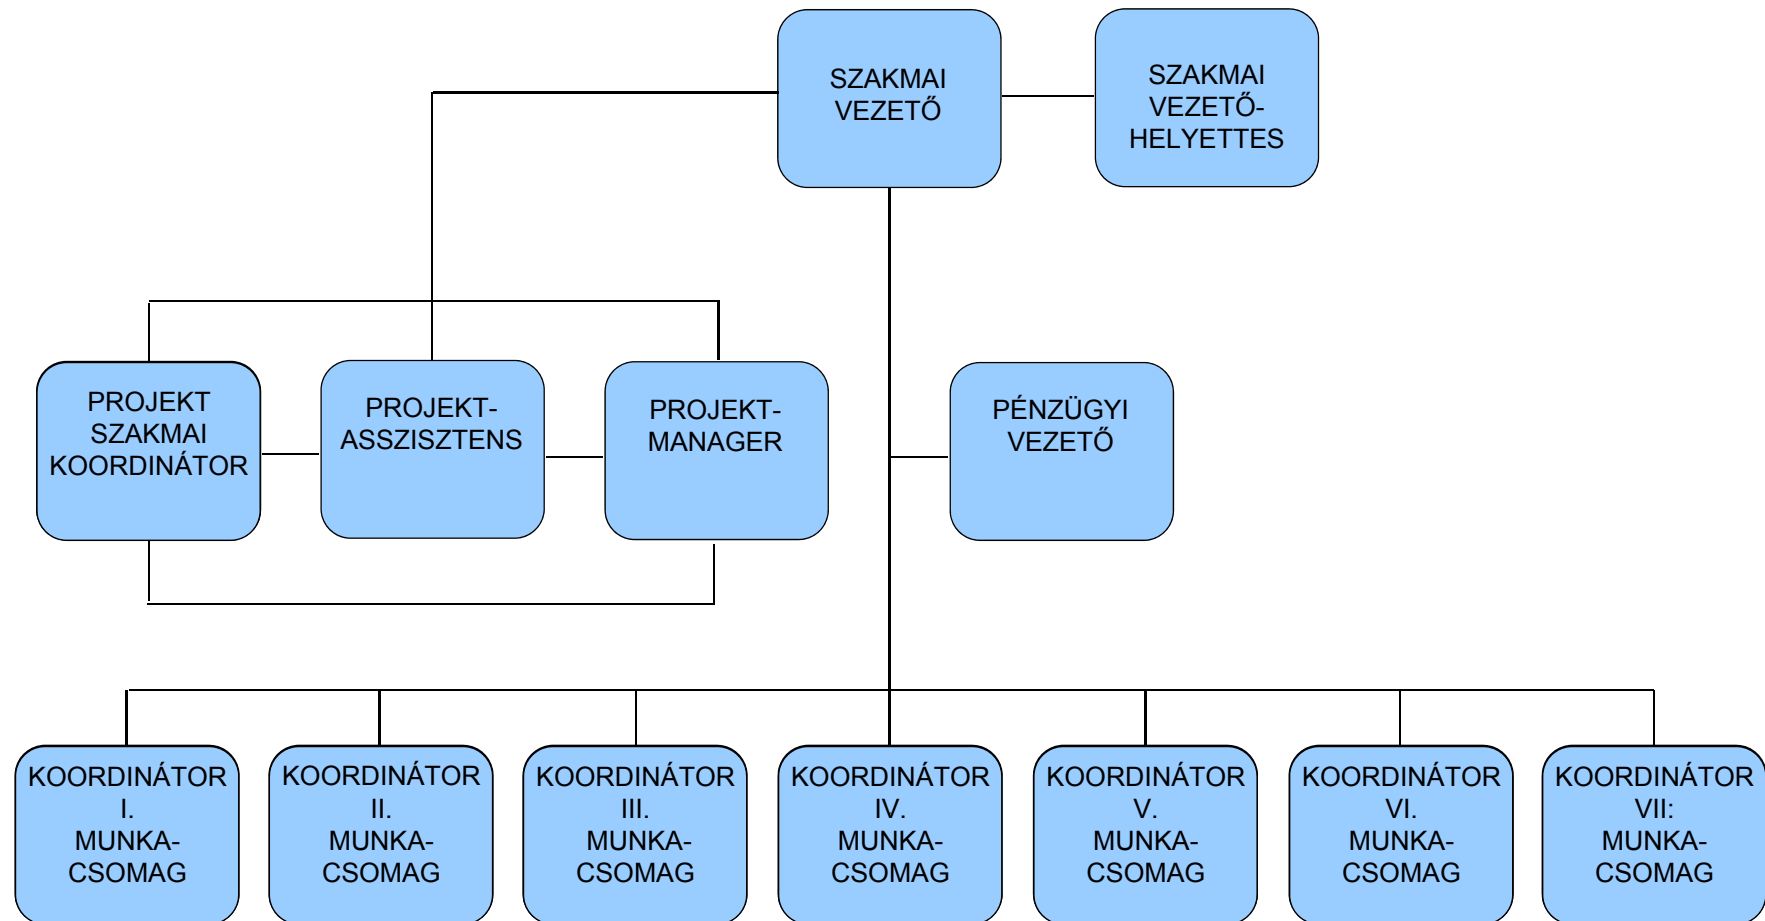 SZAKMAI
VEZETŐ
SZAKMAI
VEZETŐ-
HELYETTES
PROJEKT
SZAKMAI
KOORDINÁTOR
PROJEKT-
ASSZISZTENS
PROJEKT-
MANAGER
PÉNZÜGYI
VEZETŐ
KOORDINÁTOR
I.
MUNKA-
CSOMAG
KOORDINÁTOR
II.
MUNKA-
CSOMAG
KOORDINÁTOR
III.
MUNKA-
CSOMAG
KOORDINÁTOR
IV.
MUNKA-
CSOMAG
KOORDINÁTOR
V.
MUNKA-
CSOMAG
KOORDINÁTOR
VI.
MUNKA-
CSOMAG
KOORDINÁTOR
VII:
MUNKA-
CSOMAG